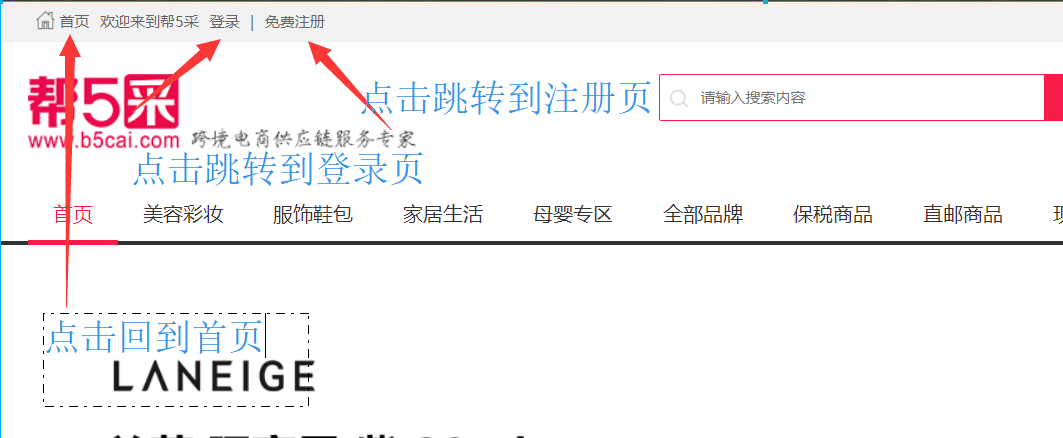 首页 欢迎来到帮5采 登录 | 免费注册
帮5采
www.b5cai.com 跨境电商供应链服务专家
点击跳转到注册页
请输入搜索内容
点击跳转到登录页
首页 美容彩妆 服饰鞋包 家居生活 母婴专区 全部品牌 保税商品 直邮商品
点击回到首页
LANEIGE